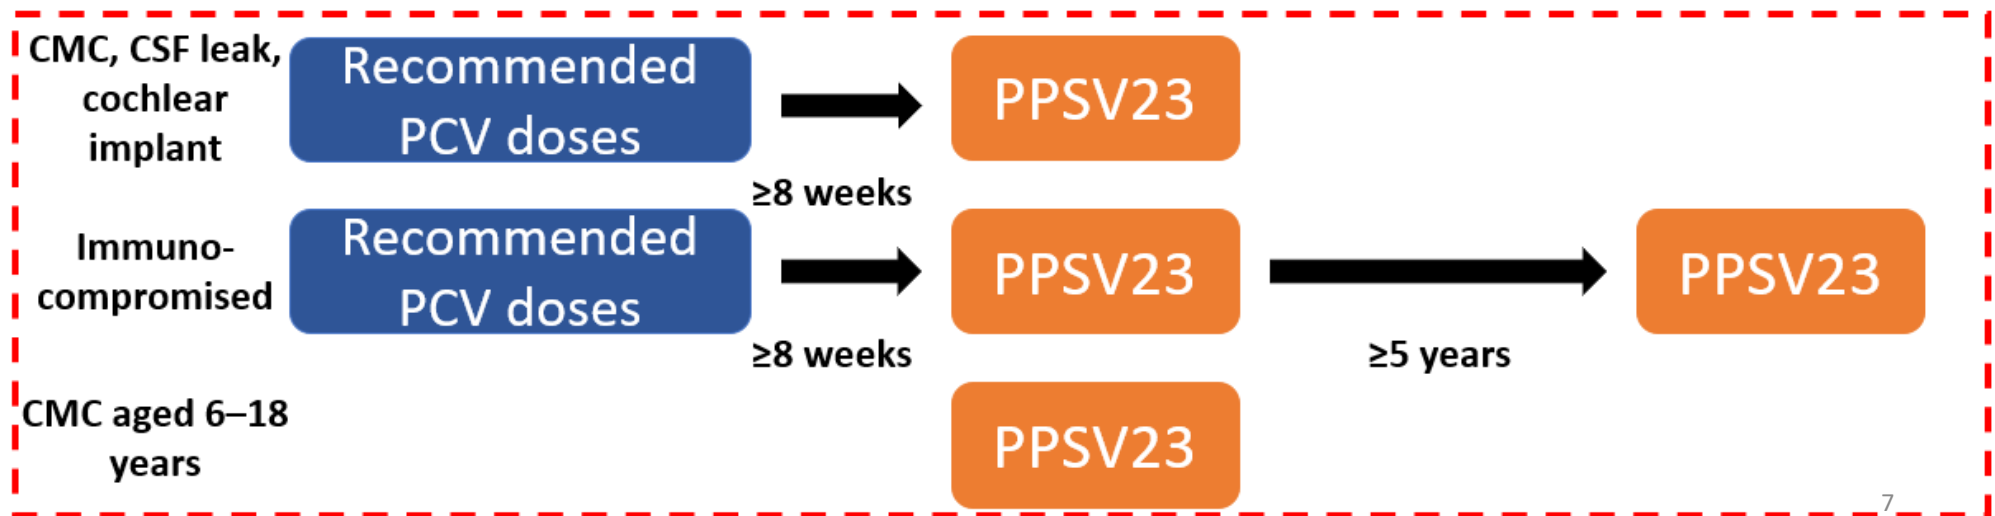 CMC, CSF leak,
cochlear
implant
Recommended
PCV doses
PPSV23
≥8 weeks
Immuno-
compromised
Recommended
PCV doses
PPSV23
PPSV23
≥8 weeks
≥5 years
CMC aged 6–18
years
PPSV23
7